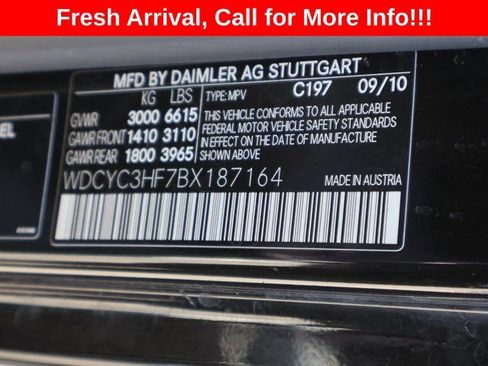 Fresh Arrival, Call for More Info!!!
MFD BY DAIMLER AG STUTTGART
KG LBS TYPE: MPV C197 09/10
GVWR 3000 6615
GAWR FRONT 1410 3110
GAWR REAR 1800 3965
THIS VEHICLE CONFORMS TO ALL APPLICABLE
FEDERAL MOTOR VEHICLE SAFETY STANDARDS
IN EFFECT ON THE DATE OF MANUFACTURE
SHOWN ABOVE.
WDCYC3HF7BX187164 MADE IN AUSTRIA
EL